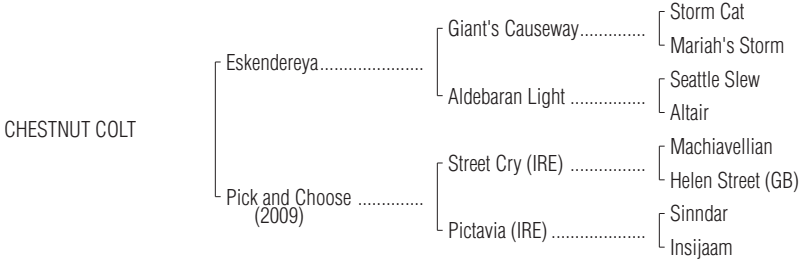 Storm Cat
Giant's Causeway..............
Mariah's Storm
Eskendereya......................
Seattle Slew
Aldebaran Light ................
Altair
CHESTNUT COLT
Machiavellian
Street Cry (IRE) ................
Helen Street (GB)
Pick and Choose ..............
(2009)
Sinndar
Pictavia (IRE) ....................
Insijaam